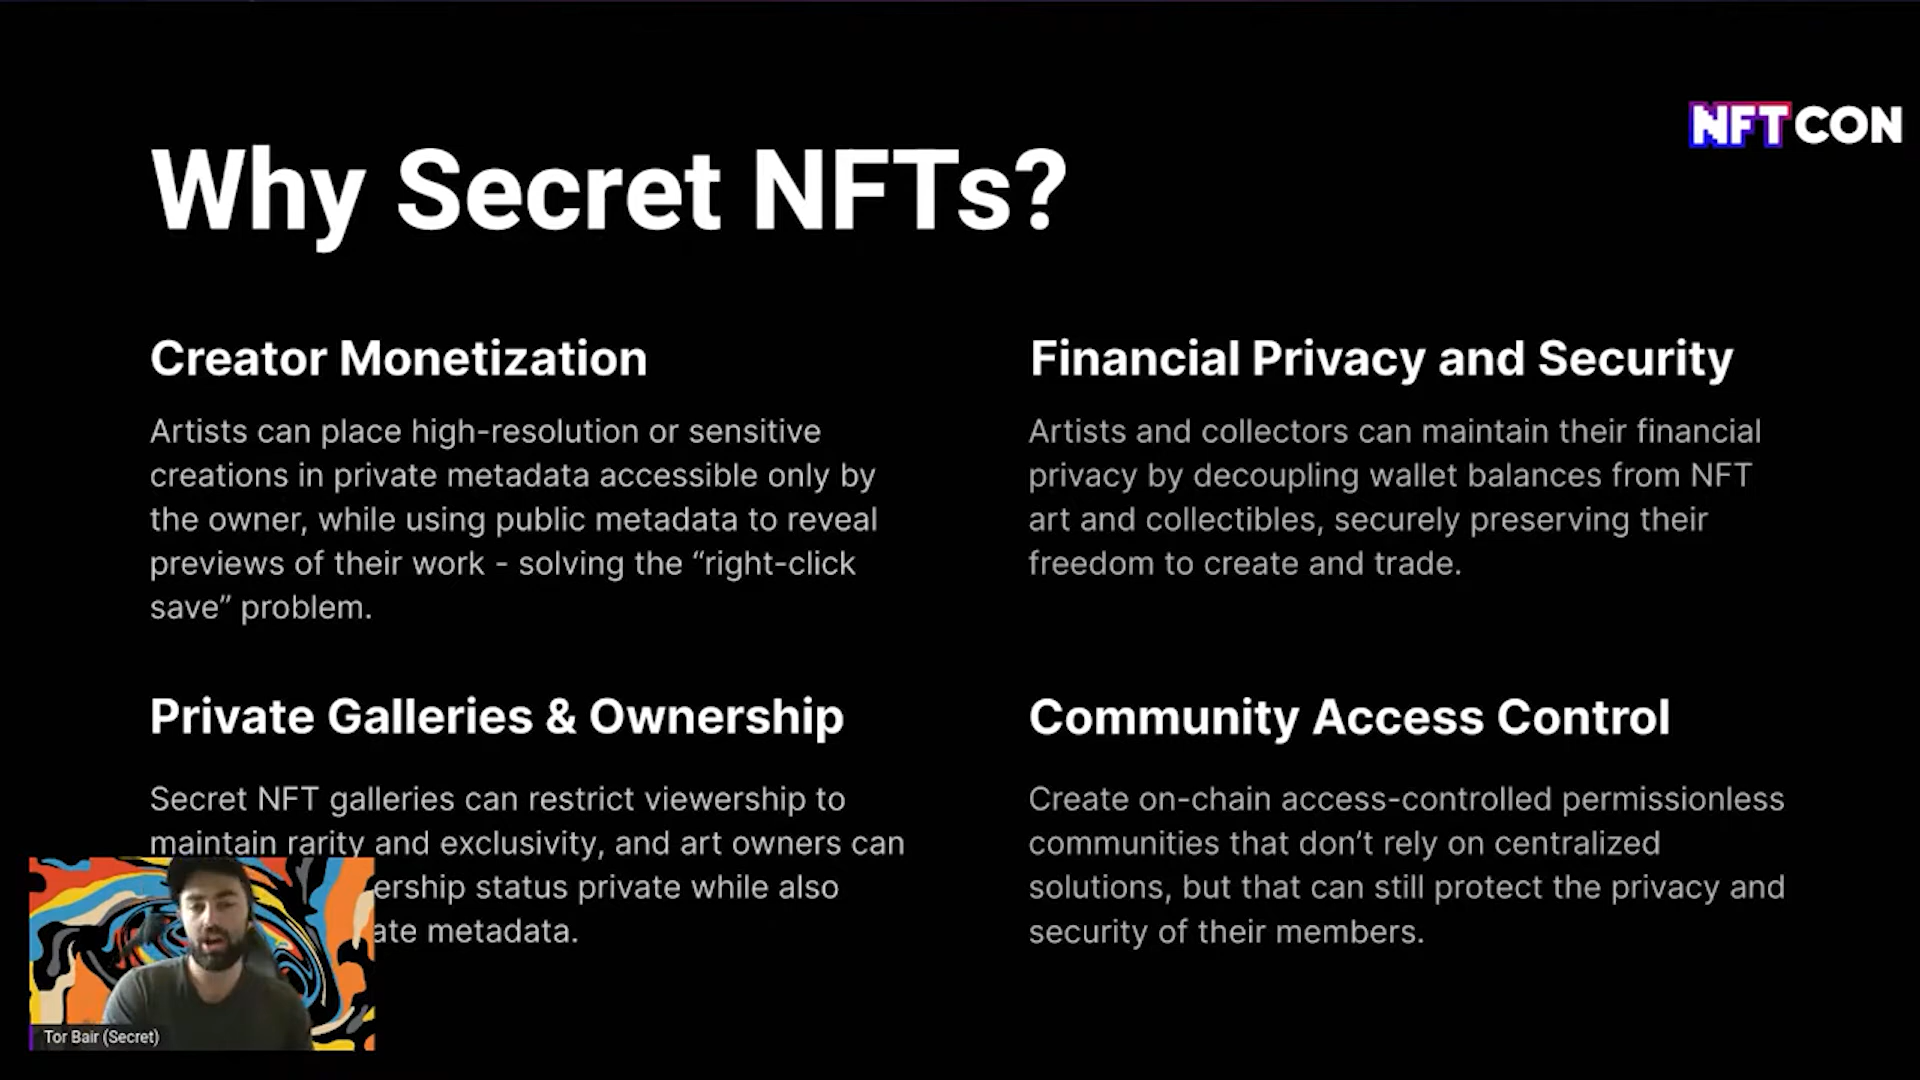 NFTCON
Why Secret NFTs?
Creator Monetization
Artists can place high-resolution or sensitive
creations in private metadata accessible only by
the owner, while using public metadata to reveal
previews of their work - solving the “right-click
save” problem.
Financial Privacy and Security
Artists and collectors can maintain their financial
privacy by decoupling wallet balances from NFT
art and collectibles, securely preserving their
freedom to create and trade.
Private Galleries & Ownership
Secret NFT galleries can restrict viewership to
maintain rarity and exclusivity, and art owners can
status private while also
metadata.
Community Access Control
Create on-chain access-controlled permissionless
communities that don’t rely on centralized
solutions, but that can still protect the privacy and
security of their members.
Tor Bair (Secret)